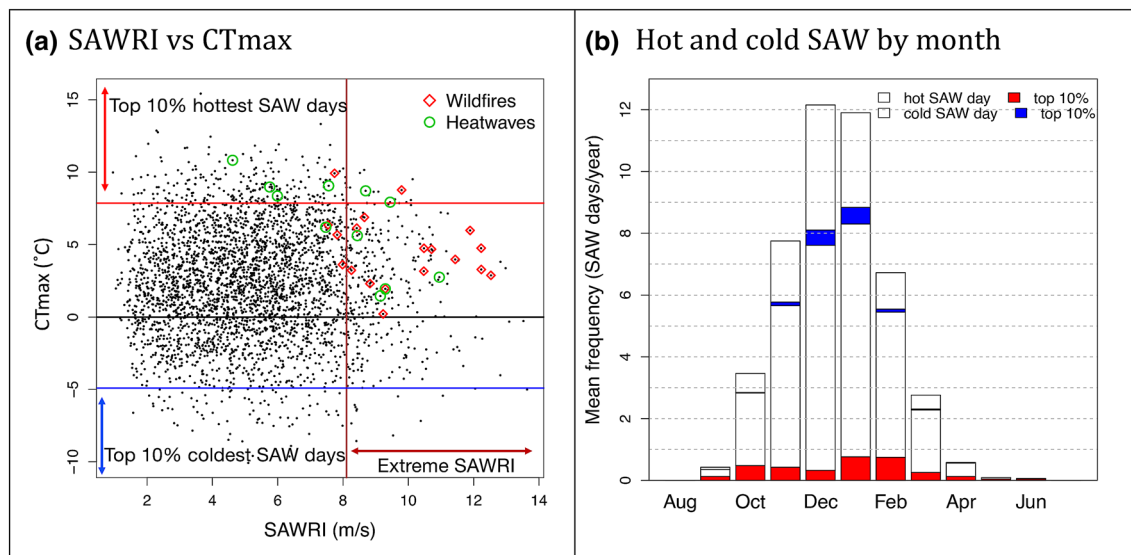 (a) SAWRI vs CTmax
Top 10% hottest SAW days
Wildfires
Heatwaves
15
10
5
0
−5
−10
CTmax (˚C)
Top 10% coldest SAW days
Extreme SAWRI
2 4 6 8 10 12 14
SAWRI (m/s)
(b) Hot and cold SAW by month
hot SAW day top 10%
cold SAW day top 10%
12
10
8
6
4
2
0
Mean frequency (SAW days/year)
Aug Oct Dec Feb Apr Jun